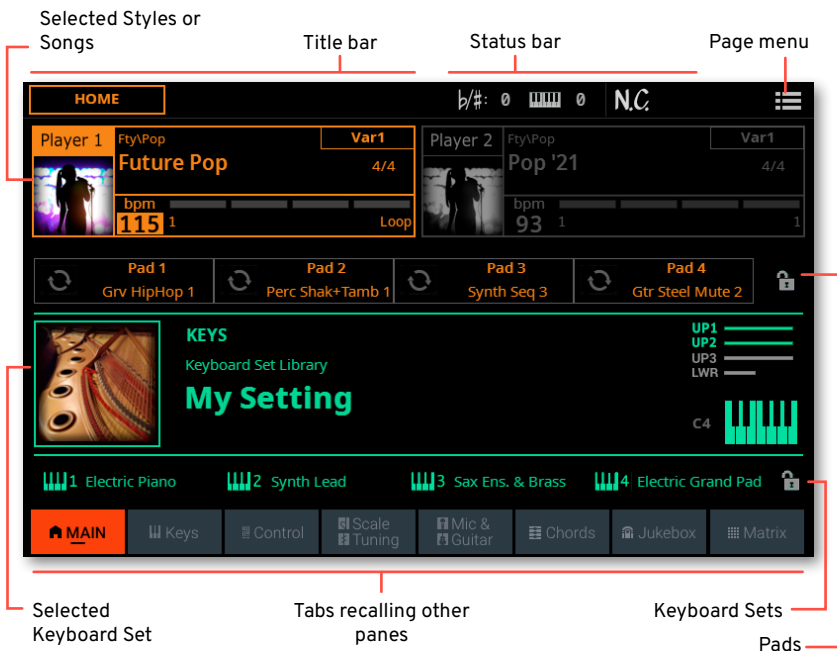 Selected Styles or
Songs
Title bar
Status bar
Page menu
HOME
b/#: 0 0 N.C.
Player 1 Fty\Pop Var1
Future Pop 4/4
bpm
115 1 Loop
Player 2 Fty\Pop Var1
Pop '21 4/4
bpm
93 1 1
Pad 1
Grv HipHop 1
Pad 2
Perc Shak+Tamb 1
Pad 3
Synth Seq 3
Pad 4
Gtr Steel Mute 2
KEYS
Keyboard Set Library
My Setting
UP1
UP2
UP3
LWR
C4
1 Electric Piano
2 Synth Lead
3 Sax Ens. & Brass
4 Electric Grand Pad
MAIN
Keys
Control
Scale
Tuning
Mic &
Guitar
Chords
Jukebox
Matrix
Selected
Keyboard Set
Tabs recalling other
panes
Keyboard Sets
Pads